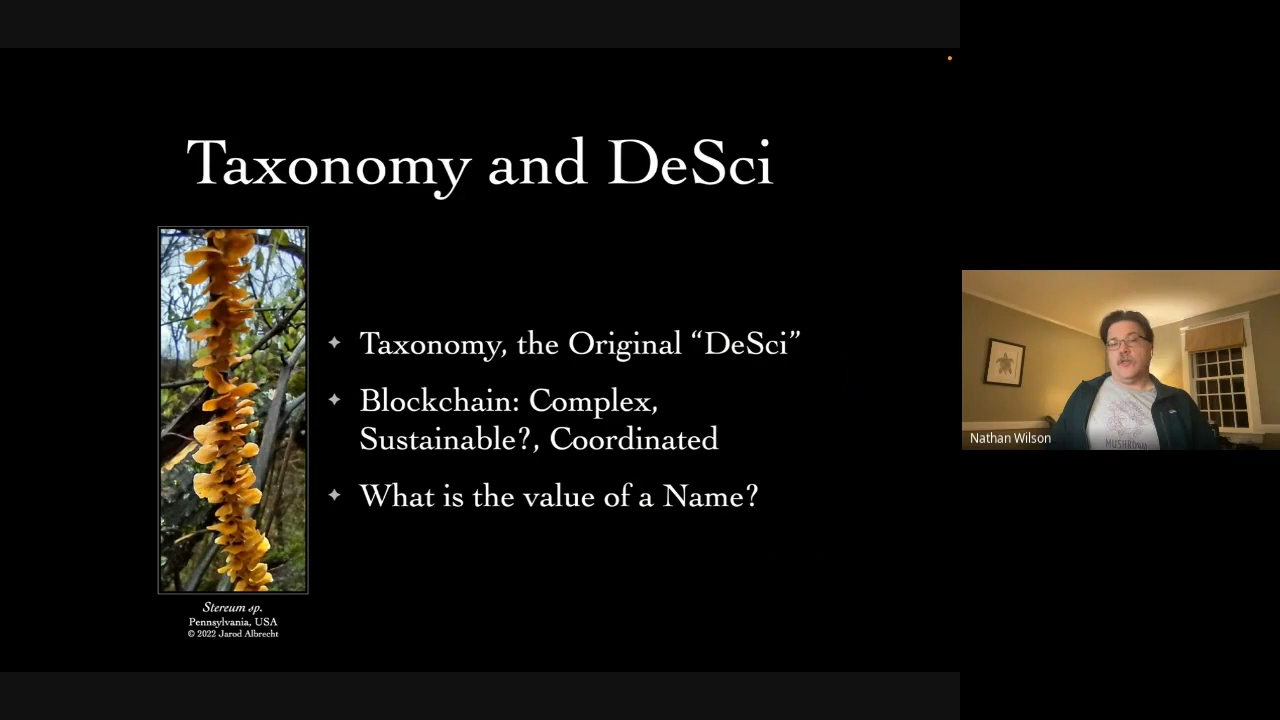 Taxonomy and DeSci
Taxonomy, the Original “DeSci”
Blockchain: Complex,
Sustainable?, Coordinated
What is the value of a Name?
Stereum sp.
Pennsylvania, USA
© 2022 Jarod Albrecht
Nathan Wilson